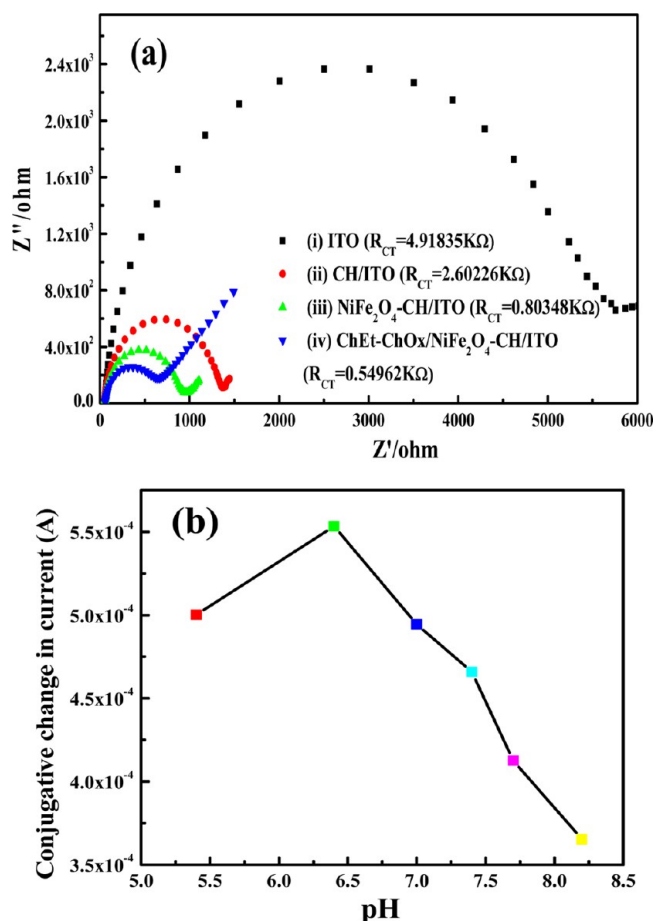 (a)
2.4x10³
2.0x10³
1.6x10³
1.2x10³
8.0x10²
4.0x10²
0.0
Z''/ohm
(i) ITO (R_CT=4.91835KΩ)
(ii) CH/ITO (R_CT=2.60226KΩ)
(iii) NiFe₂O₄-CH/ITO (R_CT=0.80348KΩ)
(iv) ChEt-ChOx/NiFe₂O₄-CH/ITO
(R_CT=0.54962KΩ)
0 1000 2000 3000 4000 5000 6000
Z'/ohm
(b)
5.5x10⁻⁴
5.0x10⁻⁴
4.5x10⁻⁴
4.0x10⁻⁴
3.5x10⁻⁴
Conjugative change in current (A)
5.0 5.5 6.0 6.5 7.0 7.5 8.0 8.5
pH